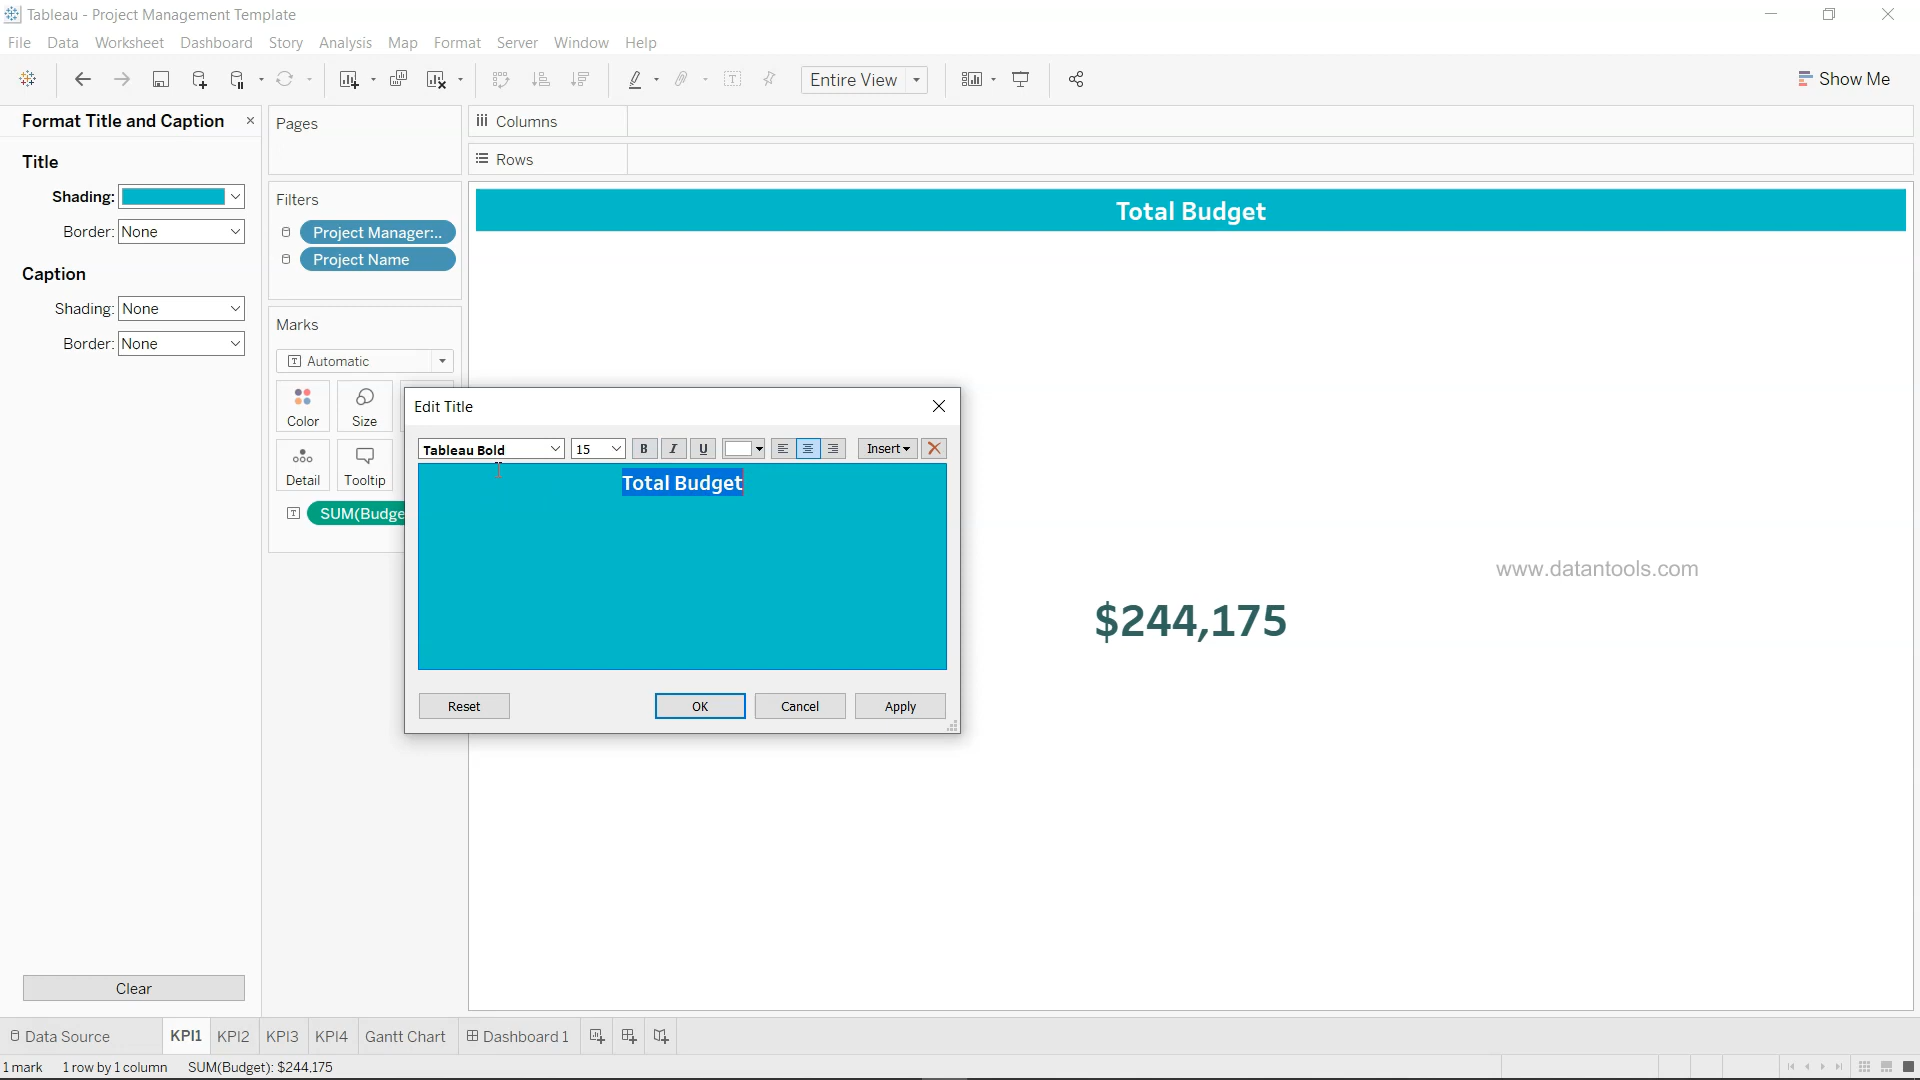 Tableau - Project Management Template
File Data Worksheet Dashboard Story Analysis Map Format Server Window Help
Entire View
Show Me
Format Title and Caption
Title
Shading:
Border: None
Caption
Shading: None
Border: None
Clear
Pages
Filters
Project Manager:..
Project Name
Marks
T Automatic
Color
Size
Detail
Tooltip
T SUM(Budge
Columns
Rows
Total Budget
$244,175
www.datantools.com
Edit Title
Tableau Bold 15 B I U Insert
Total Budget
Reset OK Cancel Apply
Data Source KPI1 KPI2 KPI3 KPI4 Gantt Chart Dashboard 1
1 mark 1 row by 1 column SUM(Budget): $244,175